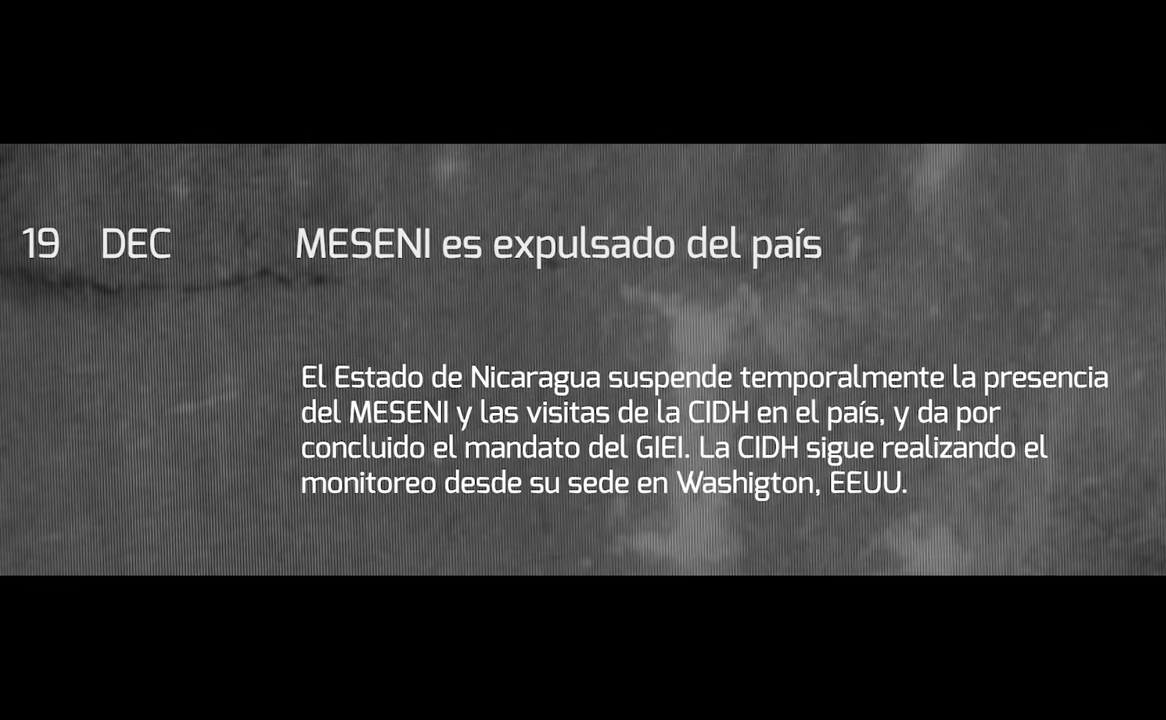 19 DEC MESENI es expulsado del país
El Estado de Nicaragua suspende temporalmente la presencia
del MESENI y las visitas de la CIDH en el país, y da por
concluido el mandato del GIEI. La CIDH sigue realizando el
monitoreo desde su sede en Washigton, EEUU.